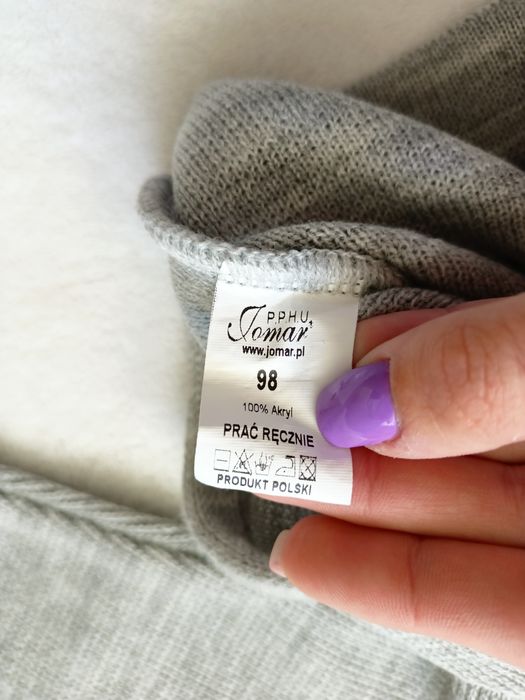 P.P.H.U.
Jomar
www.jomar.pl
98
100% Akryl
PRAĆ RĘCZNIE
PRODUKT POLSKI